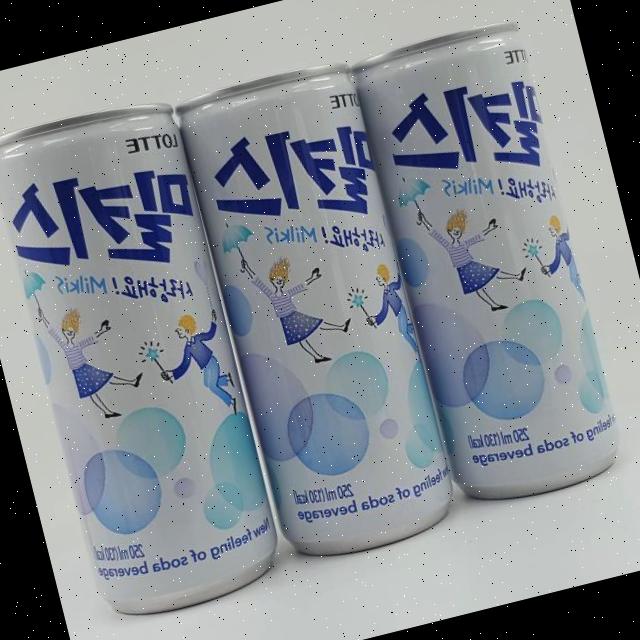 LOTTE
밀키스
사랑해요! Milkis
250 ml (130 kcal)
New feeling of soda beverage
LOTTE
밀키스
사랑해요! Milkis
250 ml (130 kcal)
New feeling of soda beverage
LOTTE
밀키스
사랑해요! Milkis
250 ml (130 kcal)
New feeling of soda beverage